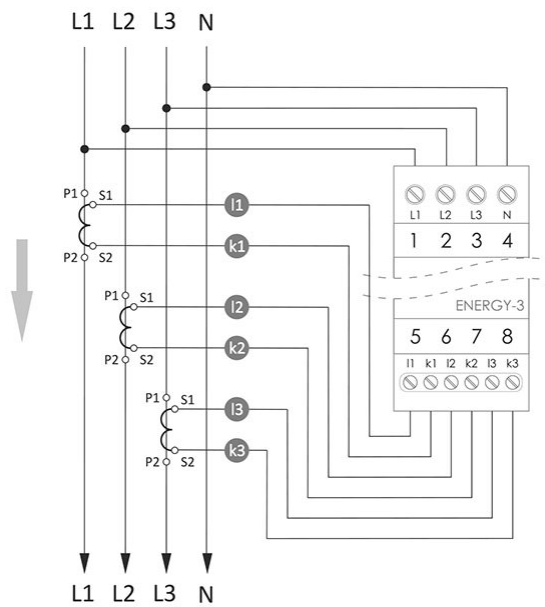 L1 L2 L3 N
P1 S1
l1
L1 L2 L3 N
1 2 3 4
k1
P2 S2
P1 S1
l2
ENERGY-3
5 6 7 8
k2
P2 S2
l1 k1 l2 k2 l3 k3
P1 S1
l3
k3
P2 S2
L1 L2 L3 N